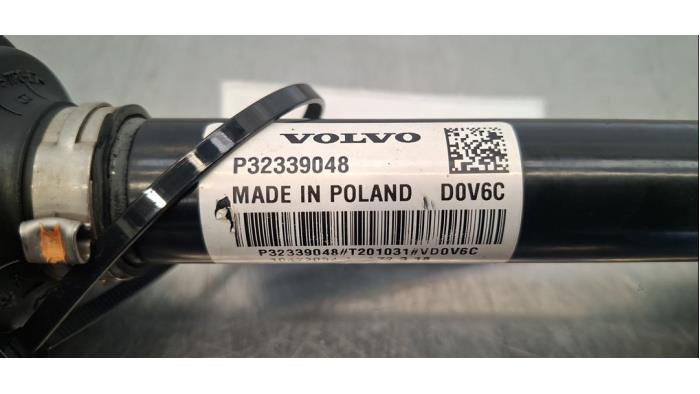 VOLVO
P32339048
MADE IN POLAND D0V6C
P32339048#T201031#VD0V6C